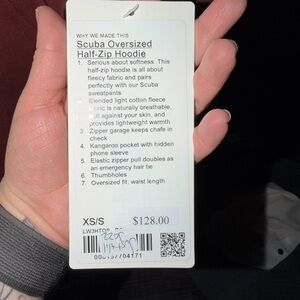 WHY WE MADE THIS
Scuba Oversized
Half-Zip Hoodie
1. Serious about softness. This
half-zip hoodie is all about
fleecy fabric and pairs
perfectly with our Scuba
sweatpants
Blended light cotton fleece
fabric is naturally breathable,
soft against your skin, and
provides lightweight warmth
3. Zipper garage keeps chafe in
check
4. Kangaroo pocket with hidden
phone sleeve
5. Elastic zipper pull doubles as
an emergency hair tie
6. Thumbholes
7. Oversized fit, waist length
XS/S
$128.00